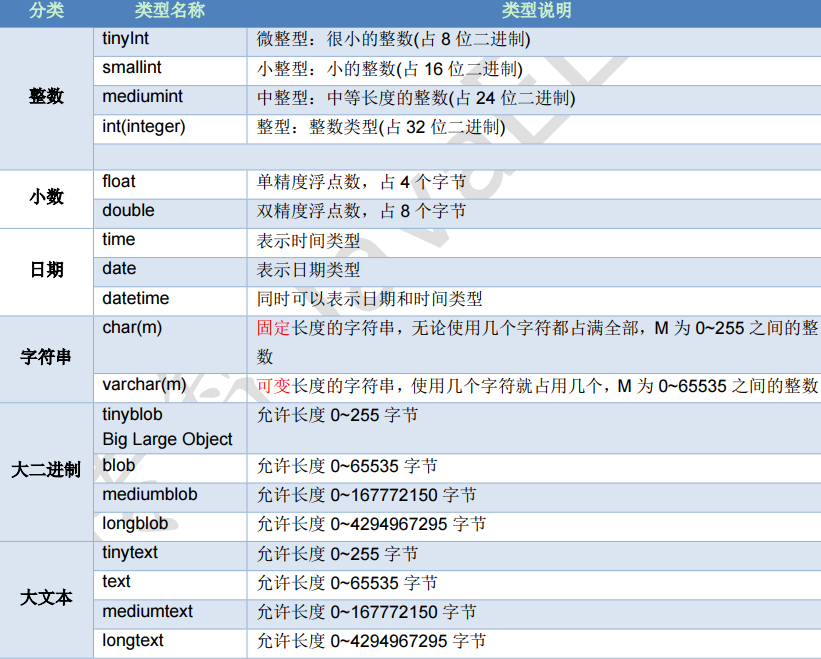 分类 类型名称 类型说明
整数
tinyInt 微整型：很小的整数(占 8 位二进制)
smallint 小整型：小的整数(占 16 位二进制)
mediumint 中整型：中等长度的整数(占 24 位二进制)
int(integer) 整型：整数类型(占 32 位二进制)
小数
float 单精度浮点数，占 4 个字节
double 双精度浮点数，占 8 个字节
日期
time 表示时间类型
date 表示日期类型
datetime 同时可以表示日期和时间类型
字符串
char(m) 固定长度的字符串，无论使用几个字符都占满全部，M 为 0~255 之间的整
数
varchar(m) 可变长度的字符串，使用几个字符就占用几个，M 为 0~65535 之间的整数
大二进制
tinyblob 允许长度 0~255 字节
Big Large Object
blob 允许长度 0~65535 字节
mediumblob 允许长度 0~167772150 字节
longblob 允许长度 0~4294967295 字节
大文本
tinytext 允许长度 0~255 字节
text 允许长度 0~65535 字节
mediumtext 允许长度 0~167772150 字节
longtext 允许长度 0~4294967295 字节